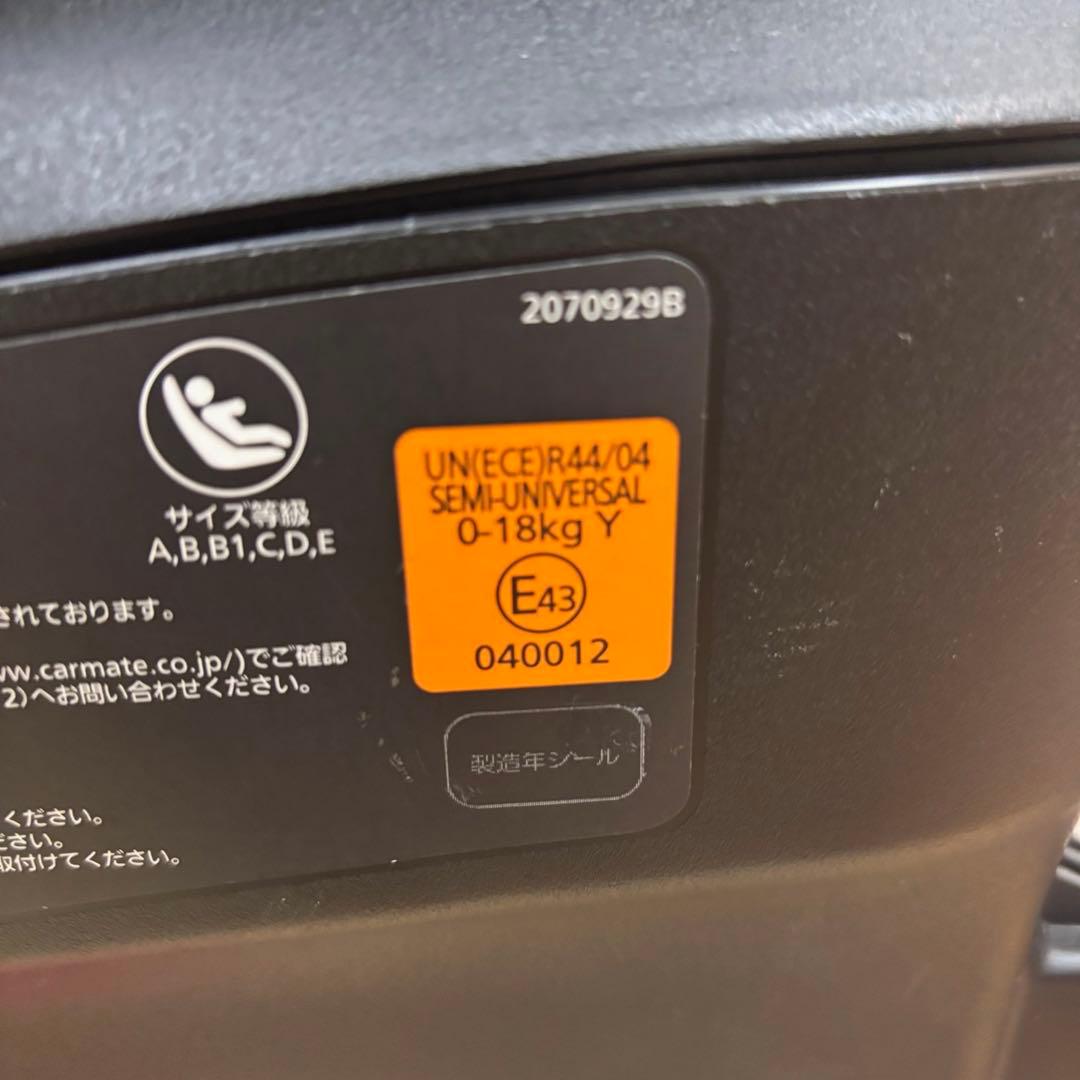 2070929B
サイズ等級
A,B,B1,C,D,E
UN(ECE)R44/04
SEMI-UNIVERSAL
0-18kg Y
E43
040012
されております。
ww.carmate.co.jp/)でご確認
2)へお問い合わせください。
製造年シール
ください。
ださい。
取付けてください。